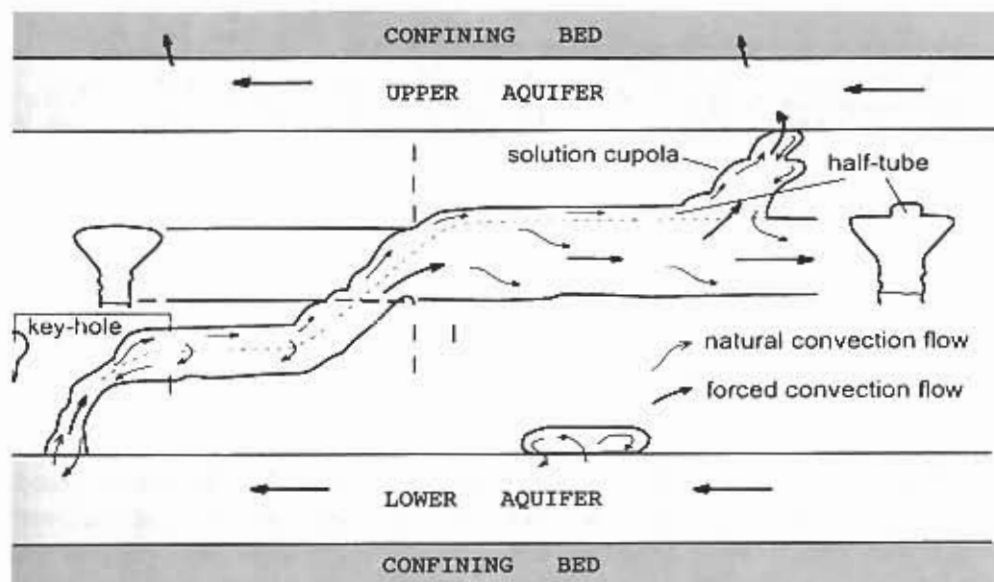 CONFINING BED
UPPER AQUIFER
solution cupola
half-tube
key-hole
natural convection flow
forced convection flow
LOWER AQUIFER
CONFINING BED